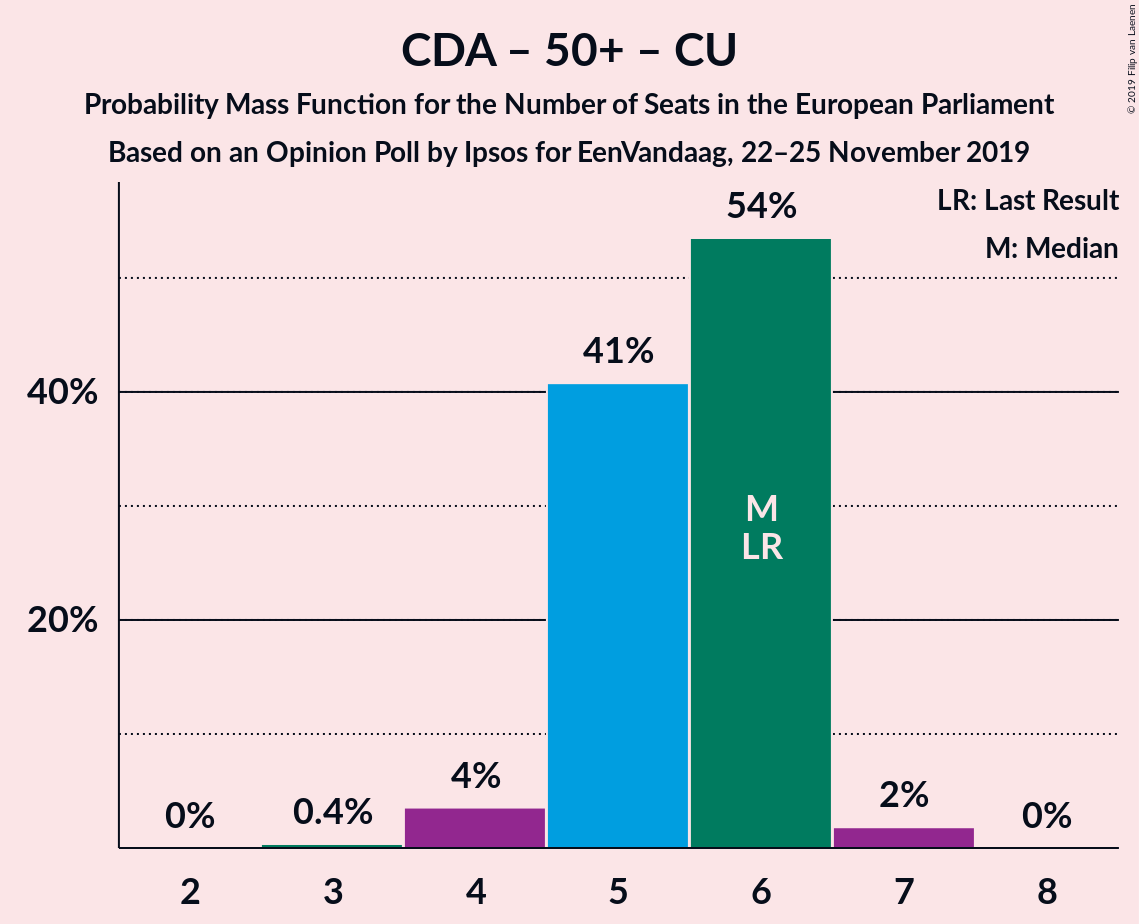 CDA – 50+ – CU
Probability Mass Function for the Number of Seats in the European Parliament
Based on an Opinion Poll by Ipsos for EenVandaag, 22–25 November 2019
© 2019 Filip van Laenen
LR: Last Result
M: Median
54%
41%
40%
M
LR
20%
4%
2%
0%
0.4%
0%
2 3 4 5 6 7 8